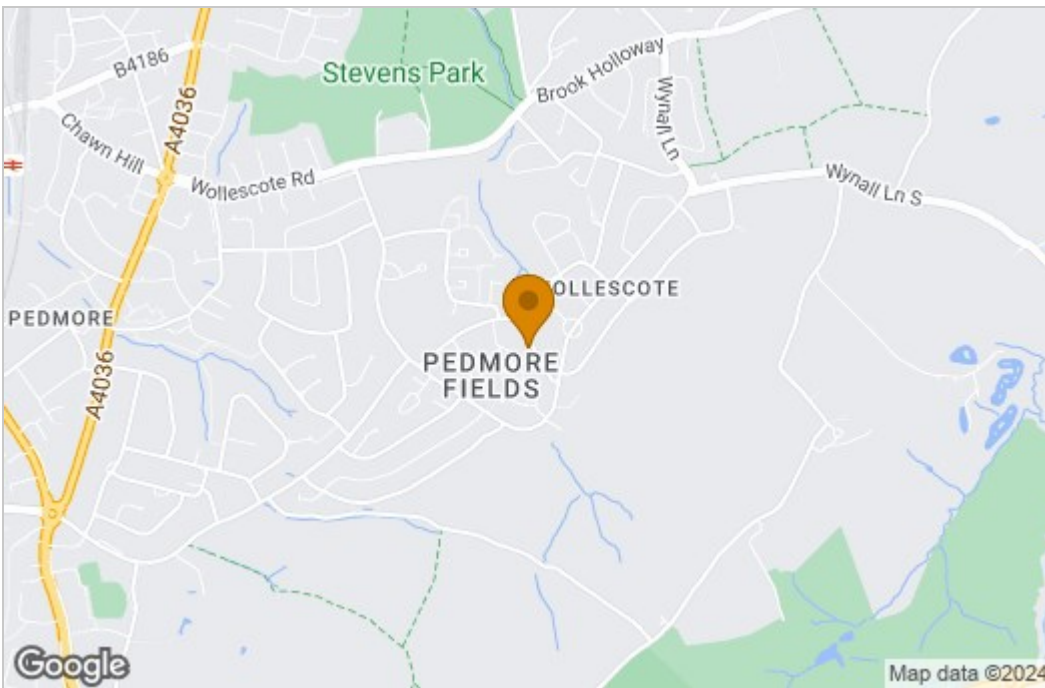 B4186
A4036
Stevens Park
Brook Holloway
Wynall Ln
Chawn Hill
Wollescote Rd
Wynall Ln S
OLLESCOTE
PEDMORE
PEDMORE
FIELDS
A4036
Google
Map data ©2024